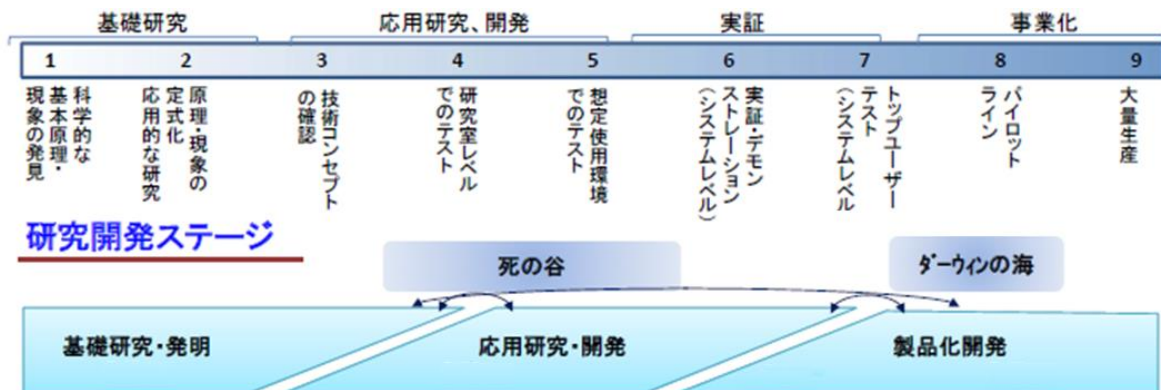 基礎研究
応用研究、開発
実証
事業化
1
2
3
4
5
6
7
8
9
科学的な
基本原理・
現象の発見
原理・現象の
定式化
応用的な研究
技術コンセプト
の確認
研究室レベル
でのテスト
想定使用環境
でのテスト
実証・デモン
ストレーション
(システムレベル)
トップユーザー
テスト
(システムレベル
パイロット
ライン
大量生産
研究開発ステージ
死の谷
ダーウィンの海
基礎研究・発明
応用研究・開発
製品化開発